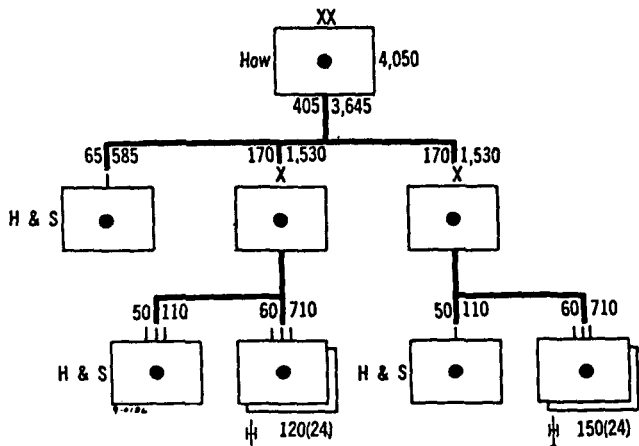 XX
How 4,050
405 3,645
65 585 170 1,530 170 1,530
X X
H & S
50 110 60 710 50 110 60 710
H & S H & S
120(24) 150(24)